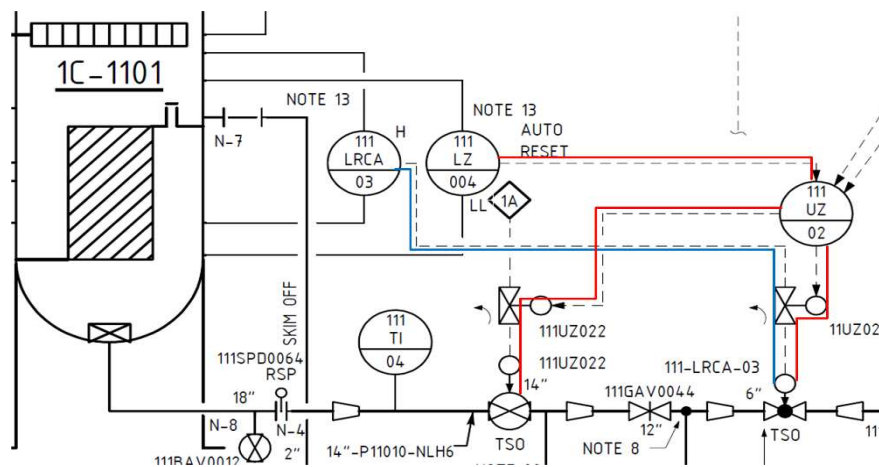 1C-1101
NOTE 13
N-7
111
LRCA
03
H
NOTE 13
111
LZ
004
LL
1A
AUTO
RESET
111
UZ
02
SKIM OFF
111
TI
04
111UZ022
111UZ022
11UZ02
111-LRCA-03
111SPD0064
RSP
18"
N-8
N-4
2"
111BAV0012
14"-P11010-NLH6
14"
TSO
111GAV0044
12"
NOTE 8
6"
TSO